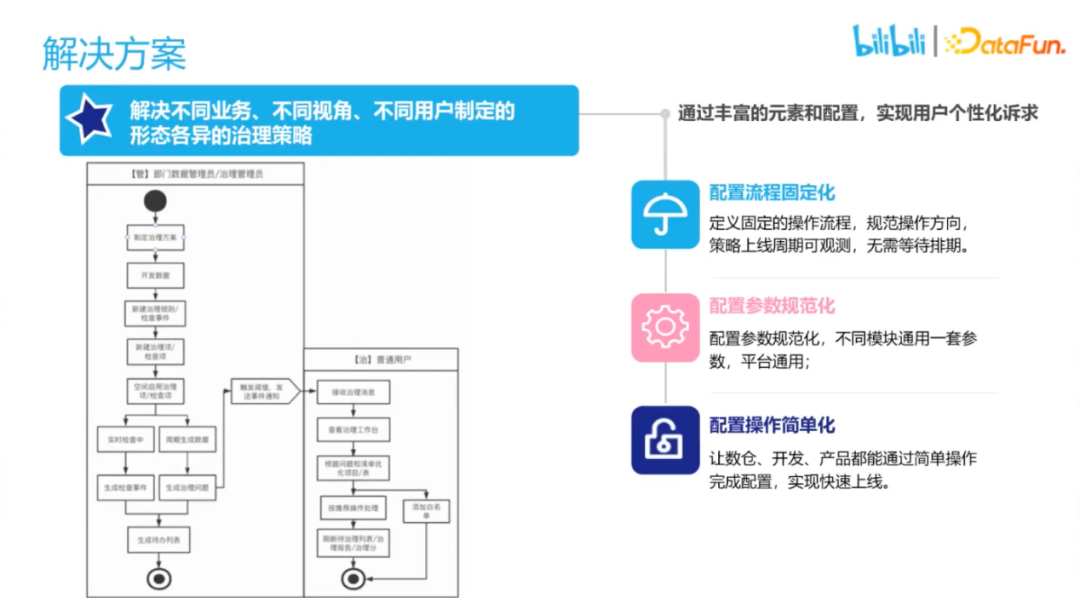 解决方案
bilibili
DataFun.
解决不同业务、不同视角、不同用户制定的
形态各异的治理策略
通过丰富的元素和配置，实现用户个性化诉求
【管】部门数据管理员/治理管理员
制定治理方案
开发数据
新建治理规则/
检查事件
新建治理项/
检查项
空间启用治理
项/检查项
实时检查中
周期生成数据
生成检查事件
生成治理问题
生成待办列表
触发阈值，发
送事件通知
【治】普通用户
接收治理消息
查看治理工作台
根据问题和清单优
化项目/表
按推荐操作处理
添加白名
单
刷新待治理列表/治
理报告/治理分
配置流程固定化
定义固定的操作流程，规范操作方向，
策略上线周期可观测，无需等待排期。
配置参数规范化
配置参数规范化，不同模块通用一套参
数，平台通用；
配置操作简单化
让数仓、开发、产品都能通过简单操作
完成配置，实现快速上线。